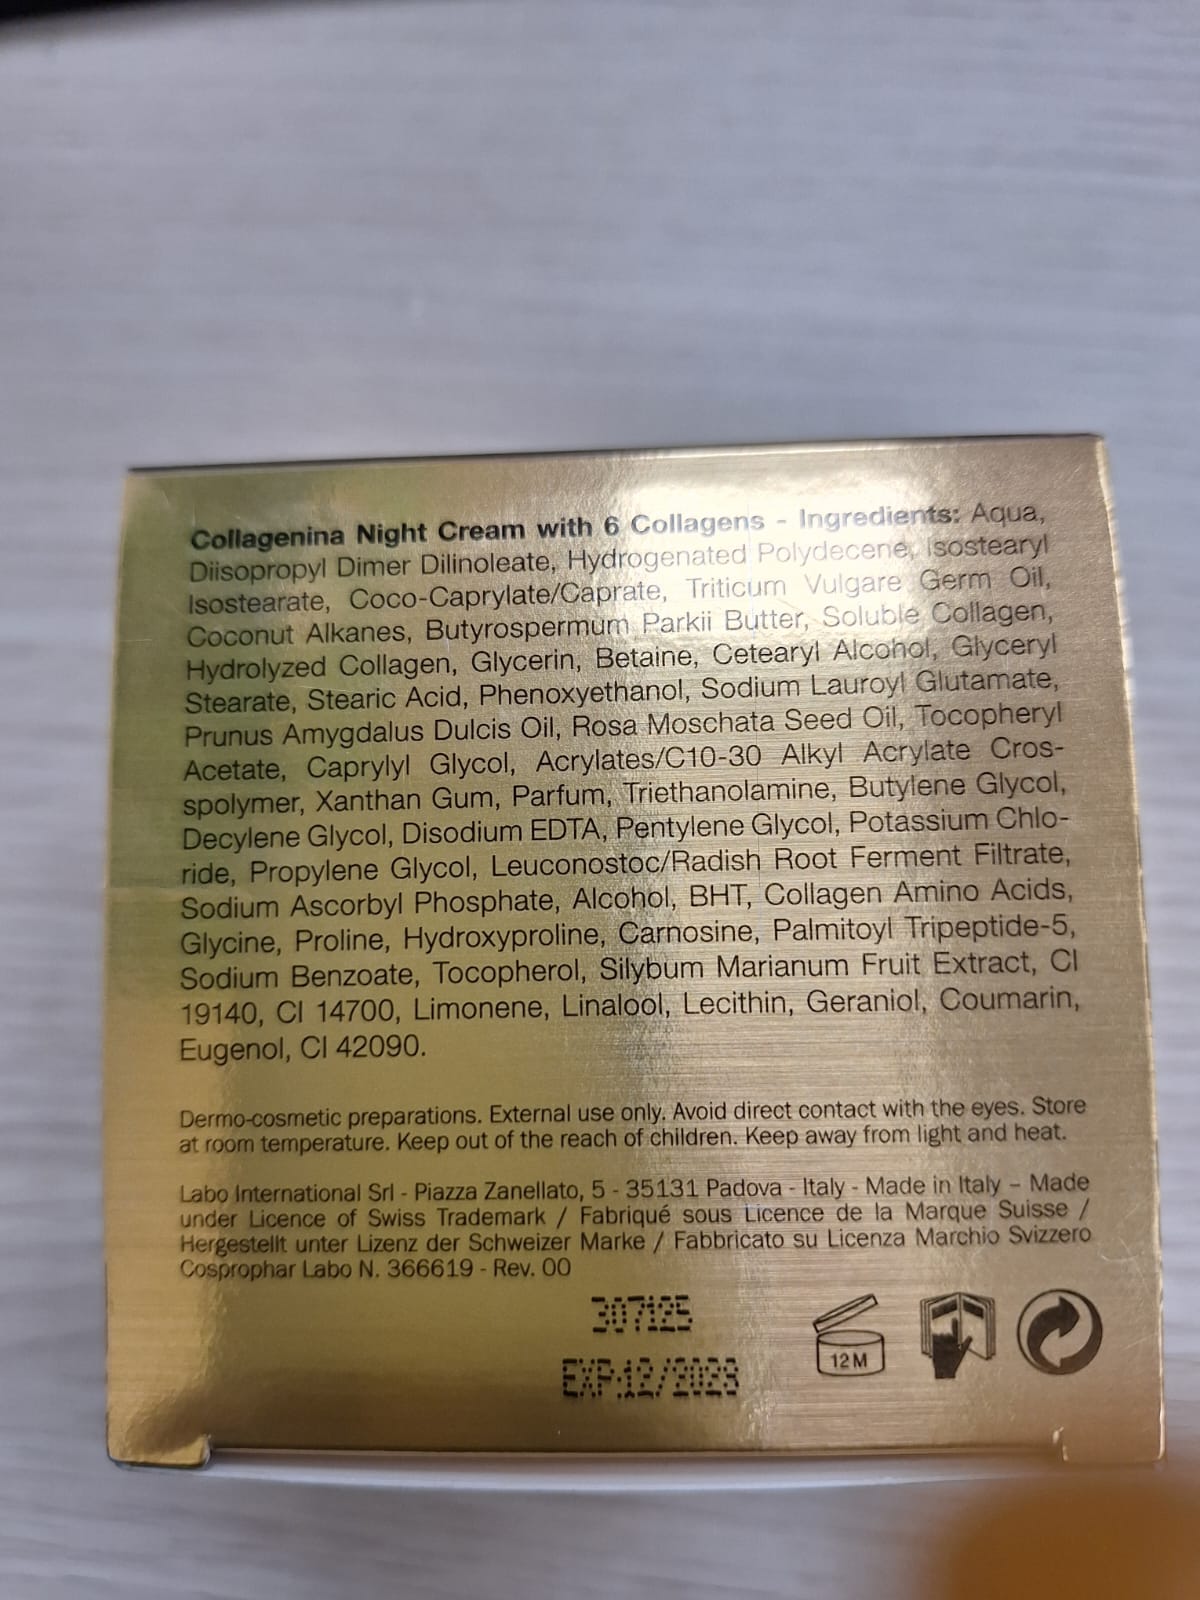 Collagenina Night Cream with 6 Collagens - Ingredients: Aqua,
Diisopropyl Dimer Dilinoleate, Hydrogenated Polydecene, Isostearyl
Isostearate, Coco-Caprylate/Caprate, Triticum Vulgare Germ Oil,
Coconut Alkanes, Butyrospermum Parkii Butter, Soluble Collagen,
Hydrolyzed Collagen, Glycerin, Betaine, Cetearyl Alcohol, Glyceryl
Stearate, Stearic Acid, Phenoxyethanol, Sodium Lauroyl Glutamate,
Prunus Amygdalus Dulcis Oil, Rosa Moschata Seed Oil, Tocopheryl
Acetate, Caprylyl Glycol, Acrylates/C10-30 Alkyl Acrylate Cros-
spolymer, Xanthan Gum, Parfum, Triethanolamine, Butylene Glycol,
Decylene Glycol, Disodium EDTA, Pentylene Glycol, Potassium Chlo-
ride, Propylene Glycol, Leuconostoc/Radish Root Ferment Filtrate,
Sodium Ascorbyl Phosphate, Alcohol, BHT, Collagen Amino Acids,
Glycine, Proline, Hydroxyproline, Carnosine, Palmitoyl Tripeptide-5,
Sodium Benzoate, Tocopherol, Silybum Marianum Fruit Extract, CI
19140, CI 14700, Limonene, Linalool, Lecithin, Geraniol, Coumarin,
Eugenol, CI 42090.
Dermo-cosmetic preparations. External use only. Avoid direct contact with the eyes. Store
at room temperature. Keep out of the reach of children. Keep away from light and heat.
Labo International Srl - Piazza Zanellato, 5 - 35131 Padova - Italy - Made in Italy – Made
under Licence of Swiss Trademark / Fabriqué sous Licence de la Marque Suisse /
Hergestellt unter Lizenz der Schweizer Marke / Fabbricato su Licenza Marchio Svizzero
Cosprophar Labo N. 366619 - Rev. 00
307125
EXP:12/2028
12M